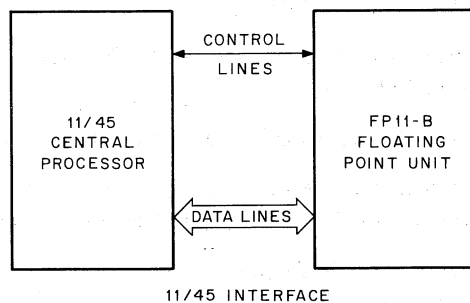 CONTROL
LINES
11/45
CENTRAL
PROCESSOR
FP11-B
FLOATING
POINT UNIT
DATA LINES
11/45 INTERFACE